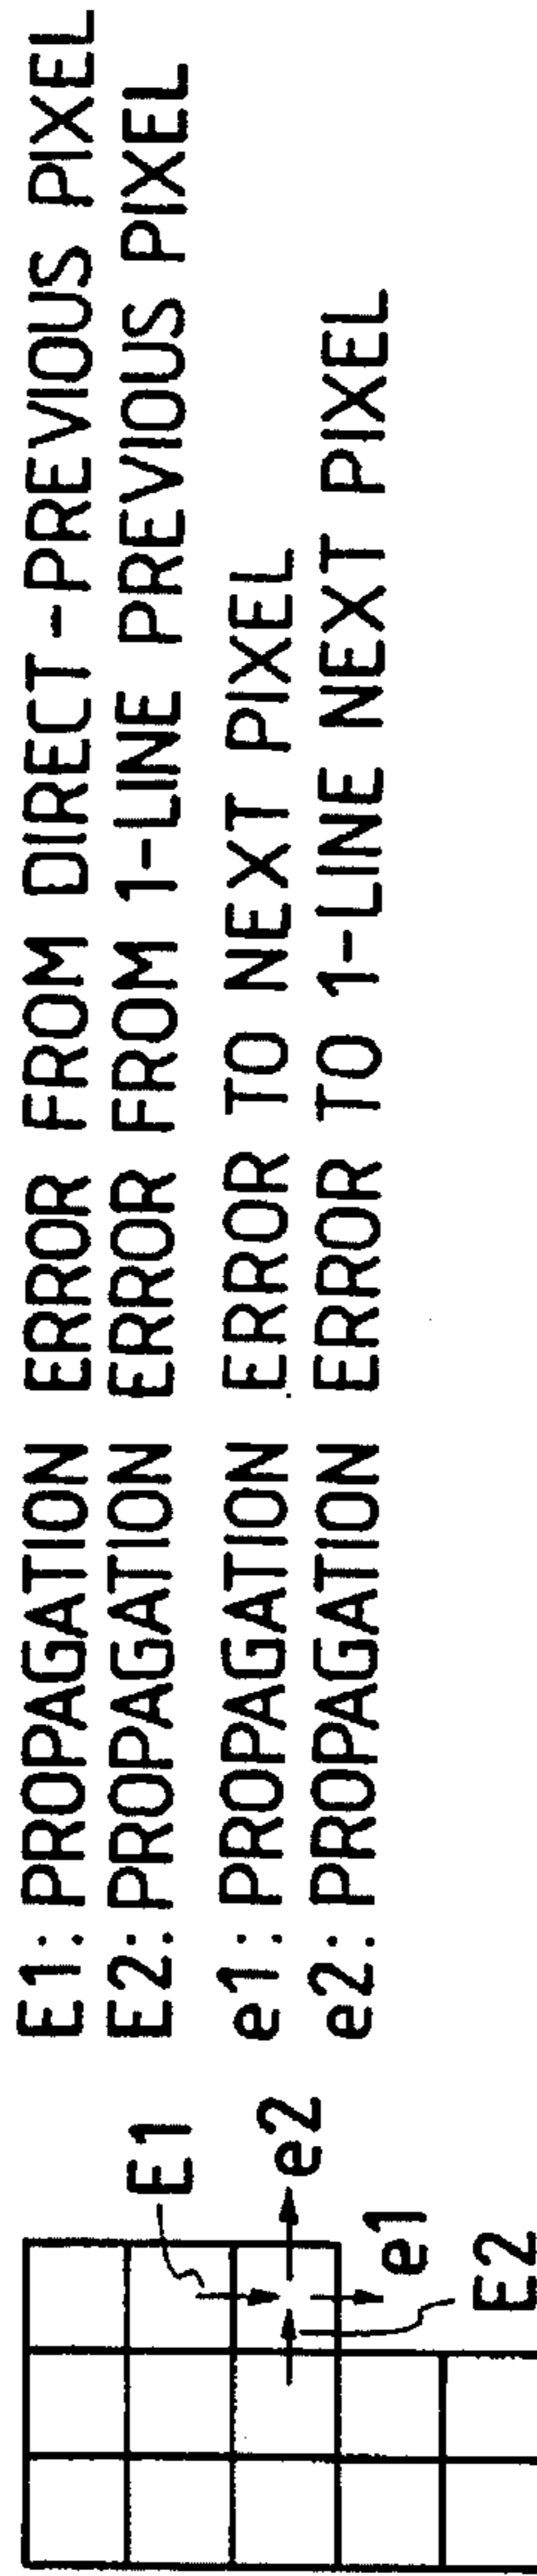 E1: PROPAGATION ERROR FROM DIRECT-PREVIOUS PIXEL
E2: PROPAGATION ERROR FROM 1-LINE PREVIOUS PIXEL
e1: PROPAGATION ERROR TO NEXT PIXEL
e2: PROPAGATION ERROR TO 1-LINE NEXT PIXEL
E1
e2
e1
E2